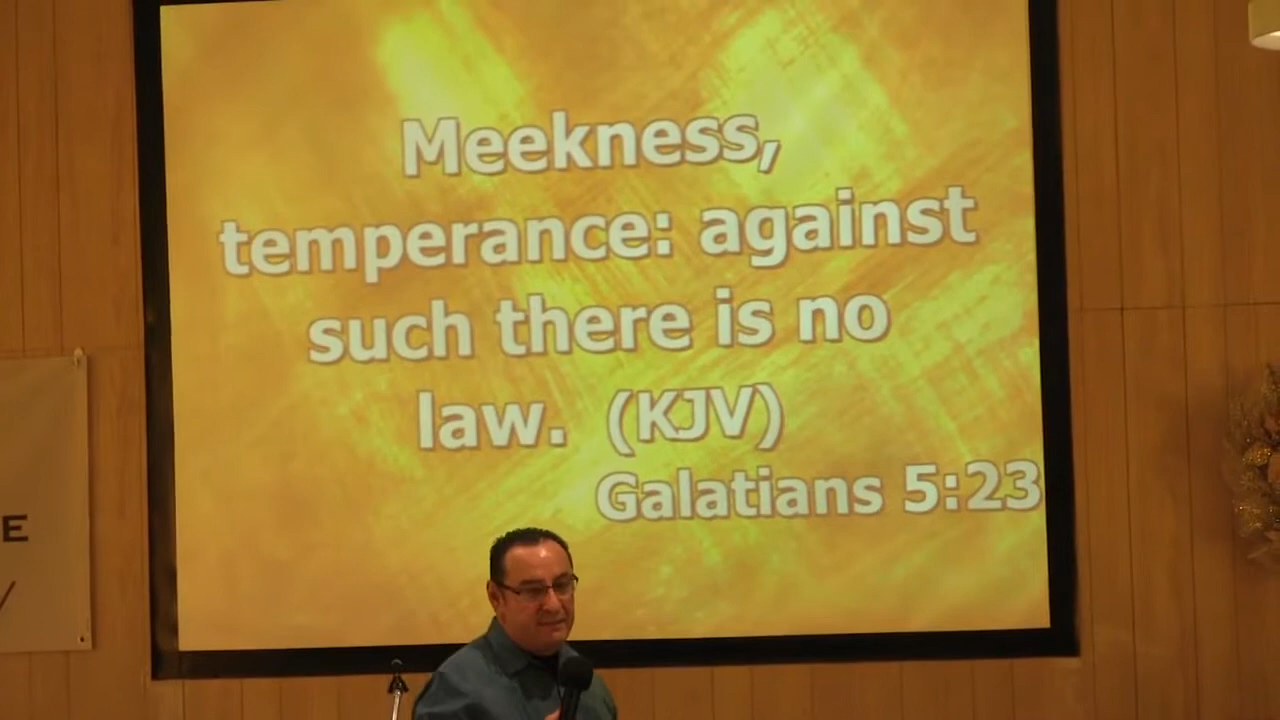 Meekness,
temperance: against
such there is no
law. (KJV)
Galatians 5:23
E